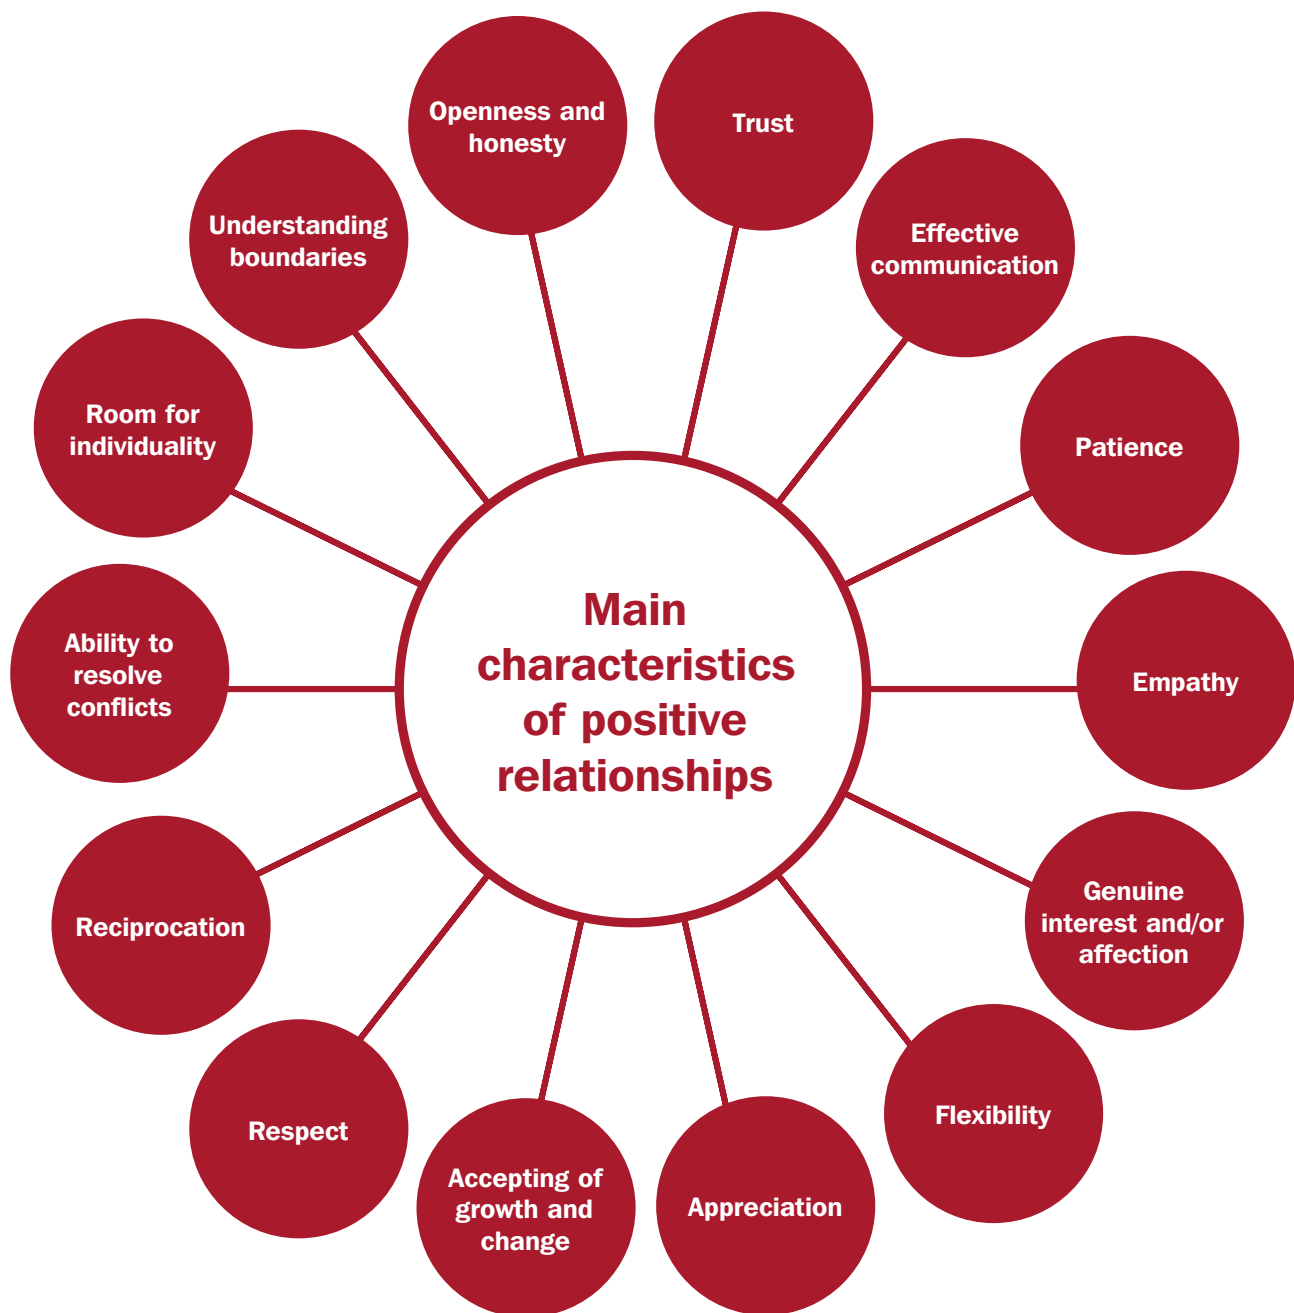 Main
characteristics
of positive
relationships
Trust
Effective
communication
Patience
Empathy
Genuine
interest and/or
affection
Flexibility
Appreciation
Accepting of
growth and
change
Respect
Reciprocation
Ability to
resolve
conflicts
Room for
individuality
Understanding
boundaries
Openness and
honesty